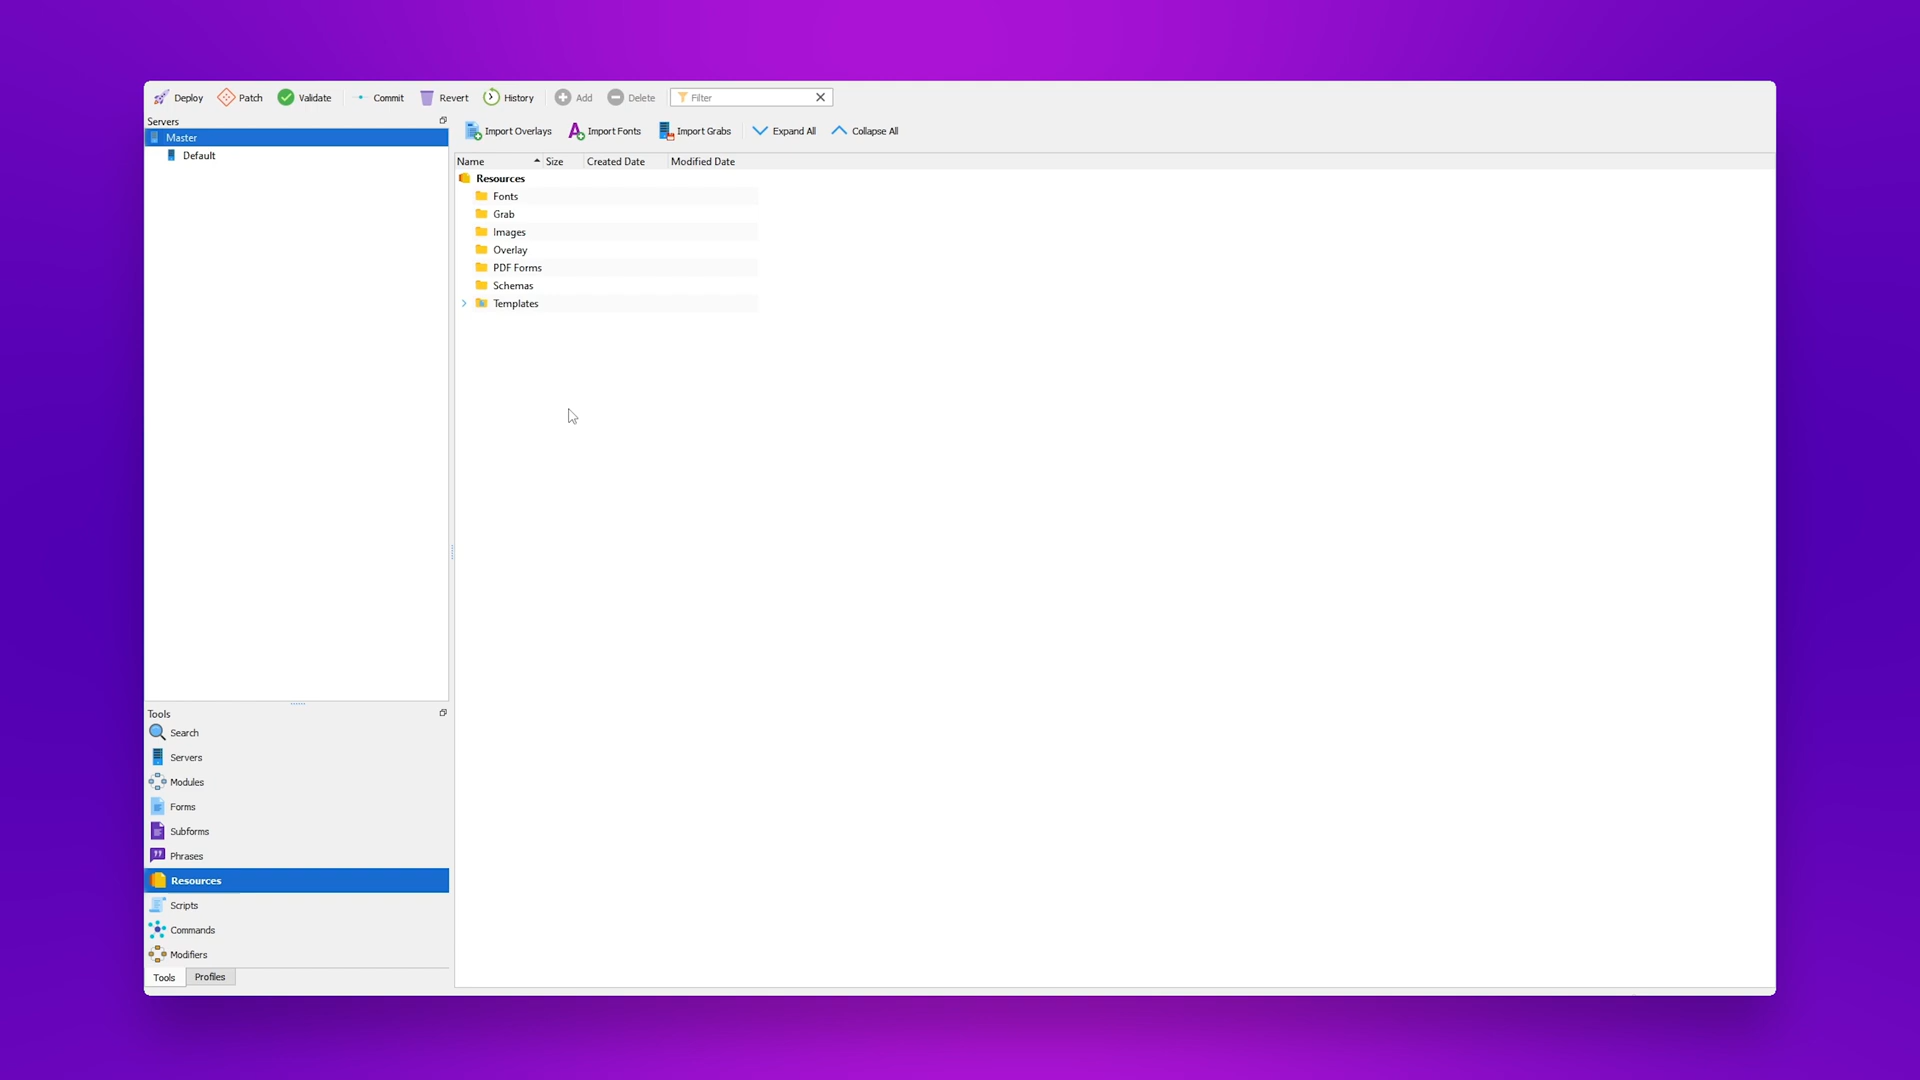 Deploy Patch Validate Commit Revert History Add Delete Filter
Servers
Master
Default
Import Overlays Import Fonts Import Grabs Expand All Collapse All
Name Size Created Date Modified Date
Resources
Fonts
Grab
Images
Overlay
PDF Forms
Schemas
Templates
Tools
Search
Servers
Modules
Forms
Subforms
Phrases
Resources
Scripts
Commands
Modifiers
Tools Profiles